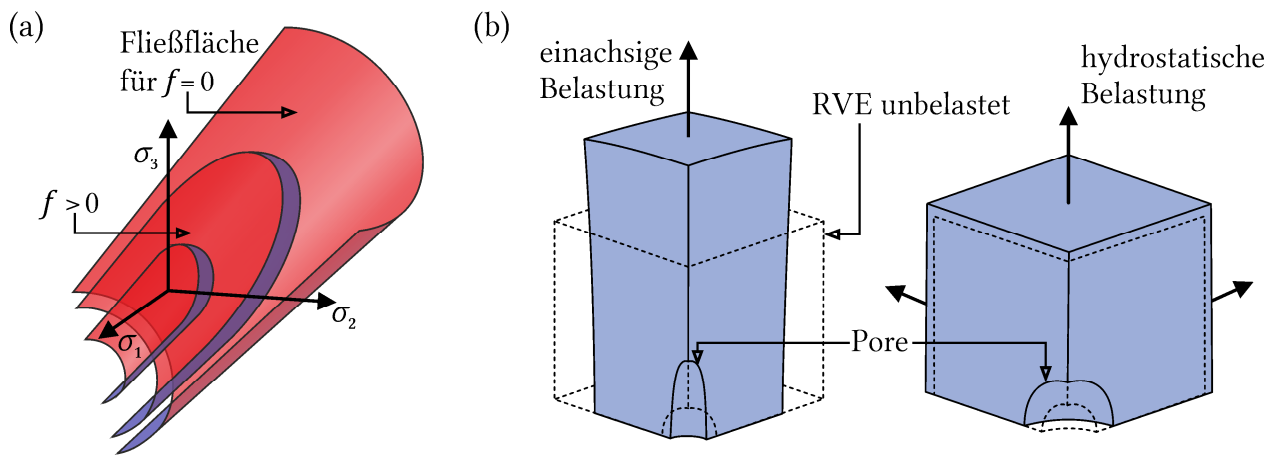 (a)
Fließfläche
für f = 0
σ3
f > 0
σ2
σ1
(b)
einachsige
Belastung
RVE unbelastet
hydrostatische
Belastung
Pore